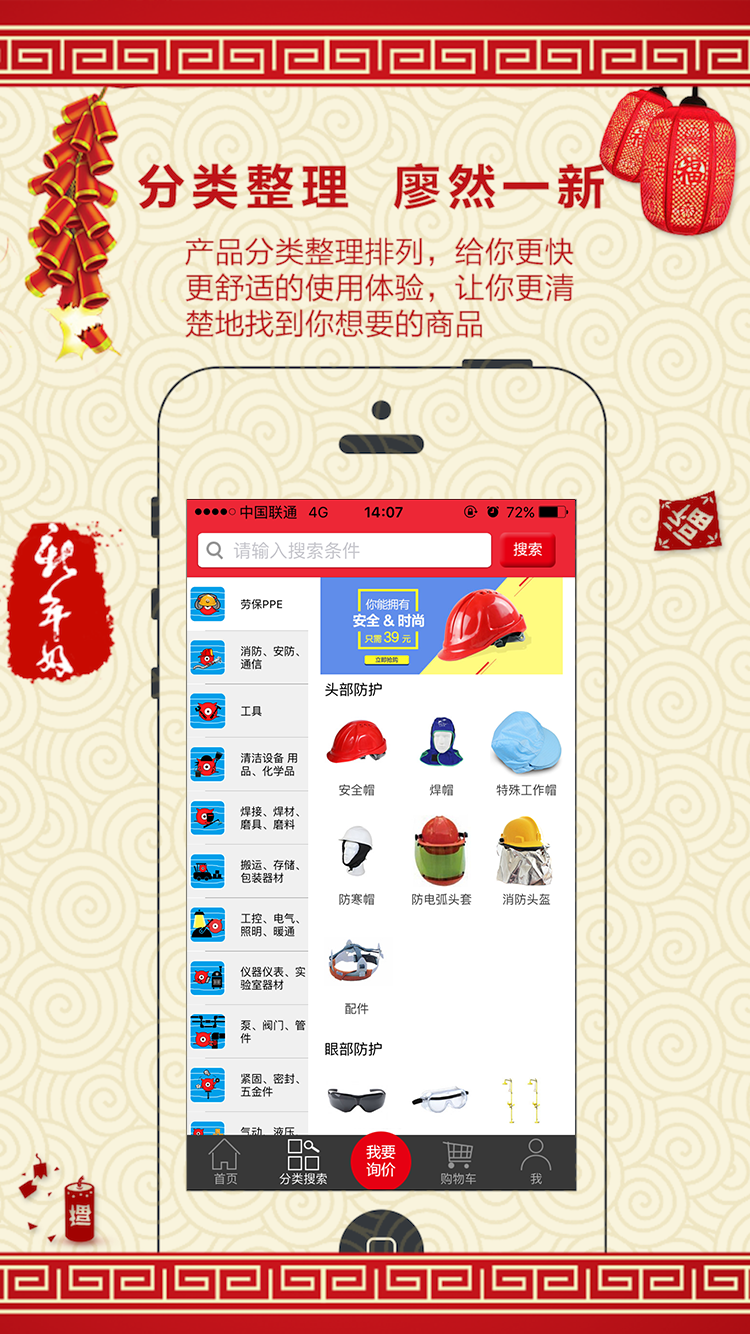 分类整理 廖然一新
产品分类整理排列，给你更快
更舒适的使用体验，让你更清
楚地找到你想要的商品
福
福
新年好
中国联通 4G 14:07 72%
请输入搜索条件 搜索
劳保PPE
消防、安防、
通信
工具
清洁设备 用
品、化学品
焊接、焊材、
磨具、磨料
搬运、存储、
包装器材
工控、电气、
照明、暖通
仪器仪表、实
验室器材
泵、阀门、管
件
紧固、密封、
五金件
气动、液压
你能拥有
安全 & 时尚
只需 39 元
立即抢购
头部防护
安全帽 焊帽 特殊工作帽
防寒帽 防电弧头套 消防头盔
配件
眼部防护
首页 分类搜索 我要
询价 购物车 我